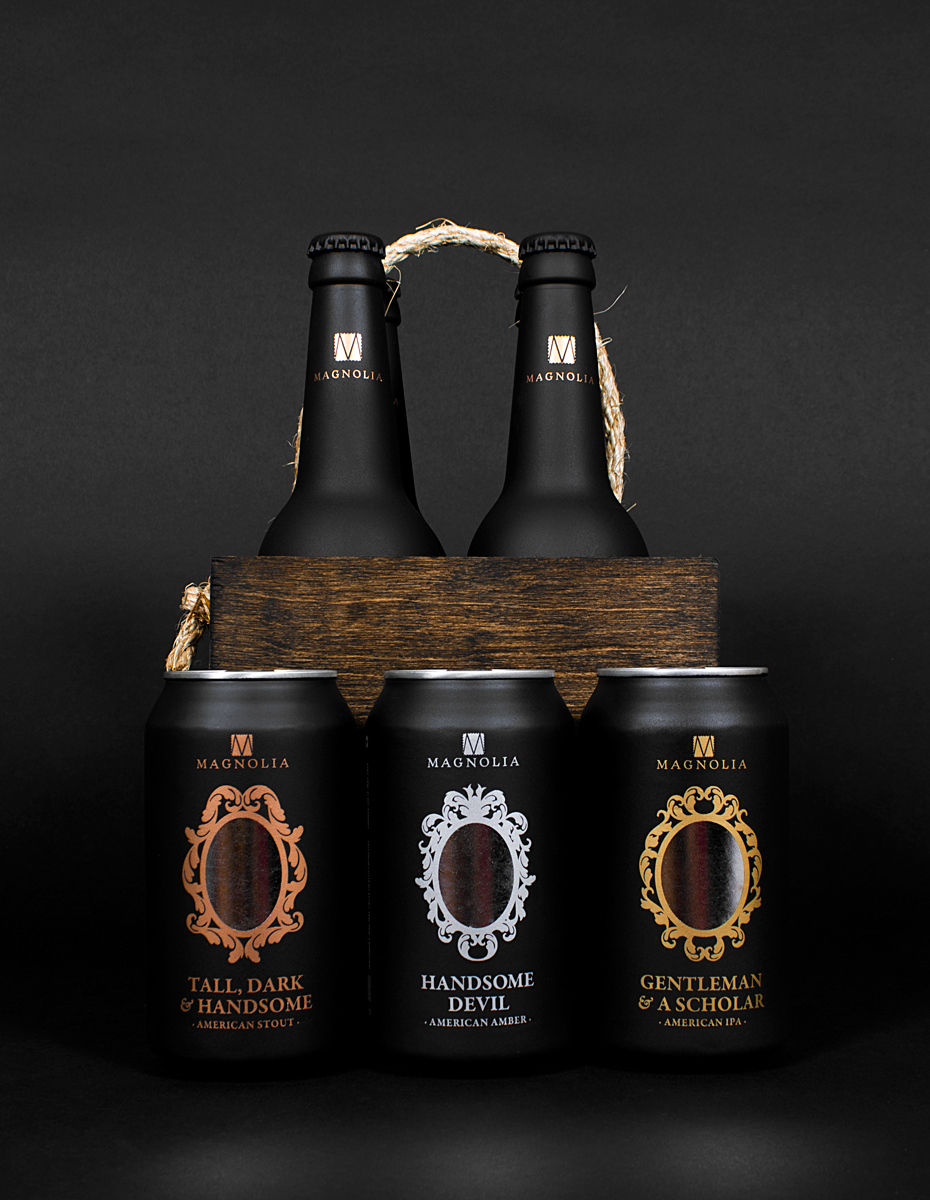 M
MAGNOLIA
M
MAGNOLIA
M
MAGNOLIA
TALL, DARK
& HANDSOME
· AMERICAN STOUT ·
M
MAGNOLIA
HANDSOME
DEVIL
· AMERICAN AMBER ·
M
MAGNOLIA
GENTLEMAN
& A SCHOLAR
· AMERICAN IPA ·